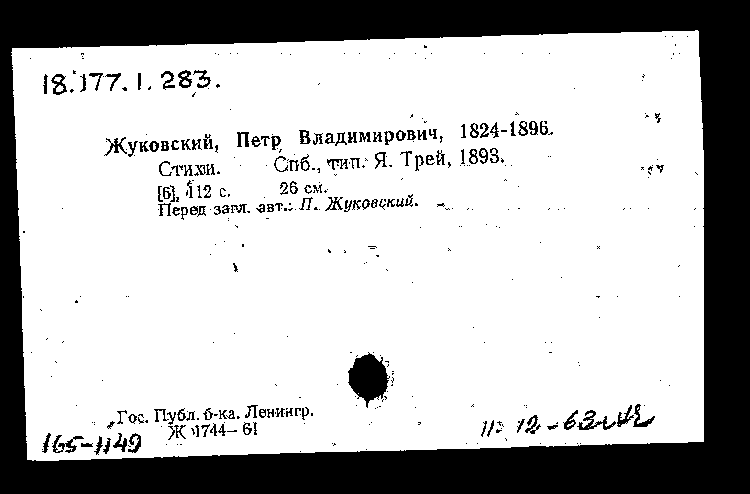 18.177.1.283.
Жуковский, Петр Владимирович, 1824-1896.
Стихи. Спб., тип. Я. Трей, 1893.
[6], 112 с. 26 см.
Перед загл. авт.: П. Жуковский.
Гос. Публ. б-ка. Ленингр.
Ж 1744-61
165-1149
12-63